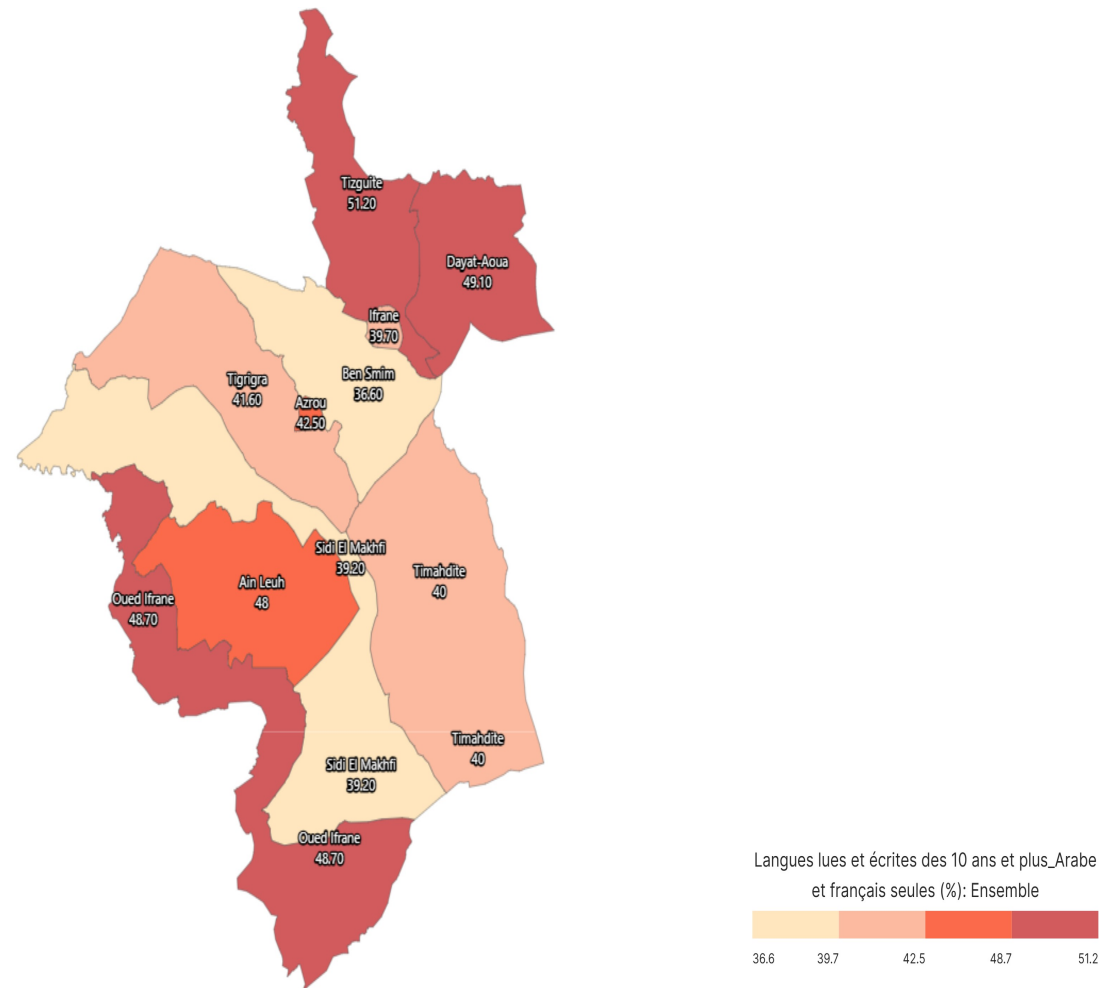 Tizguite
51.20
Dayat-Aoua
49.10
Ifrane
39.70
Ben Smim
36.60
Tigrigra
41.60
Azrou
42.50
Sidi El Makhfi
39.20
Timahdite
40
Ain Leuh
48
Oued Ifrane
48.70
Timahdite
40
Sidi El Makhfi
39.20
Oued Ifrane
48.70
Langues lues et écrites des 10 ans et plus_Arabe
et français seules (%): Ensemble
36.6 39.7 42.5 48.7 51.2